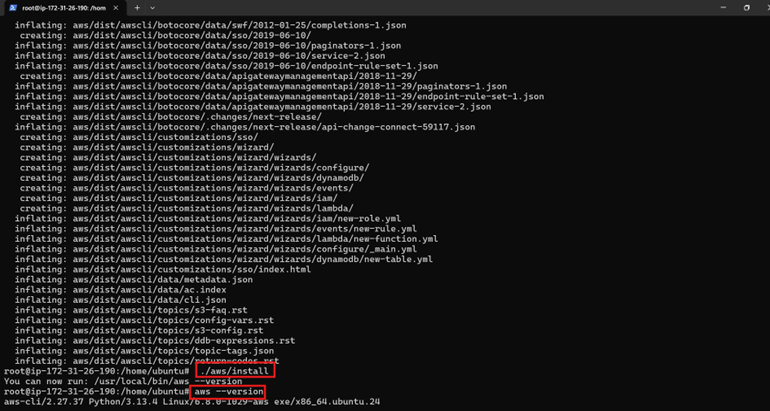 root@ip-172-31-26-190: /hom
inflating: aws/dist/awscli/botocore/data/swf/2012-01-25/completions-1.json
creating: aws/dist/awscli/botocore/data/sso/2019-06-10/
inflating: aws/dist/awscli/botocore/data/sso/2019-06-10/paginators-1.json
inflating: aws/dist/awscli/botocore/data/sso/2019-06-10/service-2.json
inflating: aws/dist/awscli/botocore/data/sso/2019-06-10/endpoint-rule-set-1.json
creating: aws/dist/awscli/botocore/data/apigatewaymanagementapi/2018-11-29/
inflating: aws/dist/awscli/botocore/data/apigatewaymanagementapi/2018-11-29/paginators-1.json
inflating: aws/dist/awscli/botocore/data/apigatewaymanagementapi/2018-11-29/endpoint-rule-set-1.json
inflating: aws/dist/awscli/botocore/data/apigatewaymanagementapi/2018-11-29/service-2.json
creating: aws/dist/awscli/botocore/.changes/next-release/
inflating: aws/dist/awscli/botocore/.changes/next-release/api-change-connect-59117.json
creating: aws/dist/awscli/customizations/sso/
creating: aws/dist/awscli/customizations/wizard/
creating: aws/dist/awscli/customizations/wizard/wizards/
creating: aws/dist/awscli/customizations/wizard/wizards/configure/
creating: aws/dist/awscli/customizations/wizard/wizards/dynamodb/
creating: aws/dist/awscli/customizations/wizard/wizards/events/
creating: aws/dist/awscli/customizations/wizard/wizards/iam/
creating: aws/dist/awscli/customizations/wizard/wizards/lambda/
inflating: aws/dist/awscli/customizations/wizard/wizards/iam/new-role.yml
inflating: aws/dist/awscli/customizations/wizard/wizards/events/new-rule.yml
inflating: aws/dist/awscli/customizations/wizard/wizards/lambda/new-function.yml
inflating: aws/dist/awscli/customizations/wizard/wizards/configure/_main.yml
inflating: aws/dist/awscli/customizations/wizard/wizards/dynamodb/new-table.yml
inflating: aws/dist/awscli/customizations/sso/index.html
inflating: aws/dist/awscli/data/metadata.json
inflating: aws/dist/awscli/data/ac.index
inflating: aws/dist/awscli/data/cli.json
inflating: aws/dist/awscli/topics/s3-faq.rst
inflating: aws/dist/awscli/topics/config-vars.rst
inflating: aws/dist/awscli/topics/s3-config.rst
inflating: aws/dist/awscli/topics/ddb-expressions.rst
inflating: aws/dist/awscli/topics/topic-tags.json
inflating: aws/dist/awscli/topics/return-codes.rst
root@ip-172-31-26-190:/home/ubuntu# ./aws/install
You can now run: /usr/local/bin/aws --version
root@ip-172-31-26-190:/home/ubuntu# aws --version
aws-cli/2.27.37 Python/3.13.4 Linux/6.8.0-1029-aws exe/x86_64.ubuntu.24